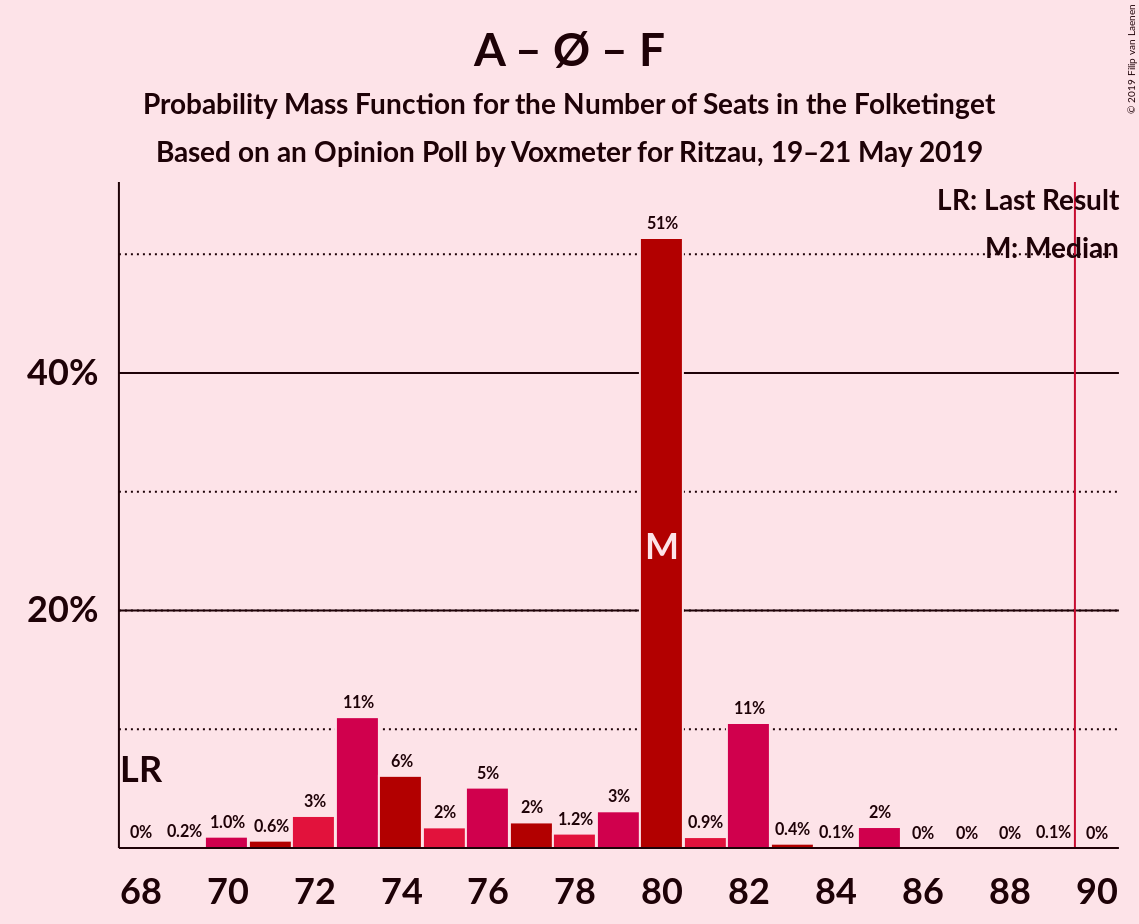 A – Ø – F
Probability Mass Function for the Number of Seats in the Folketinget
Based on an Opinion Poll by Voxmeter for Ritzau, 19–21 May 2019
© 2019 Filip van Laenen
LR: Last Result
M: Median
40%
20%
LR
M
0%
0.2%
1.0%
0.6%
3%
11%
6%
2%
5%
2%
1.2%
3%
51%
0.9%
11%
0.4%
0.1%
2%
0%
0%
0%
0.1%
0%
68 70 72 74 76 78 80 82 84 86 88 90